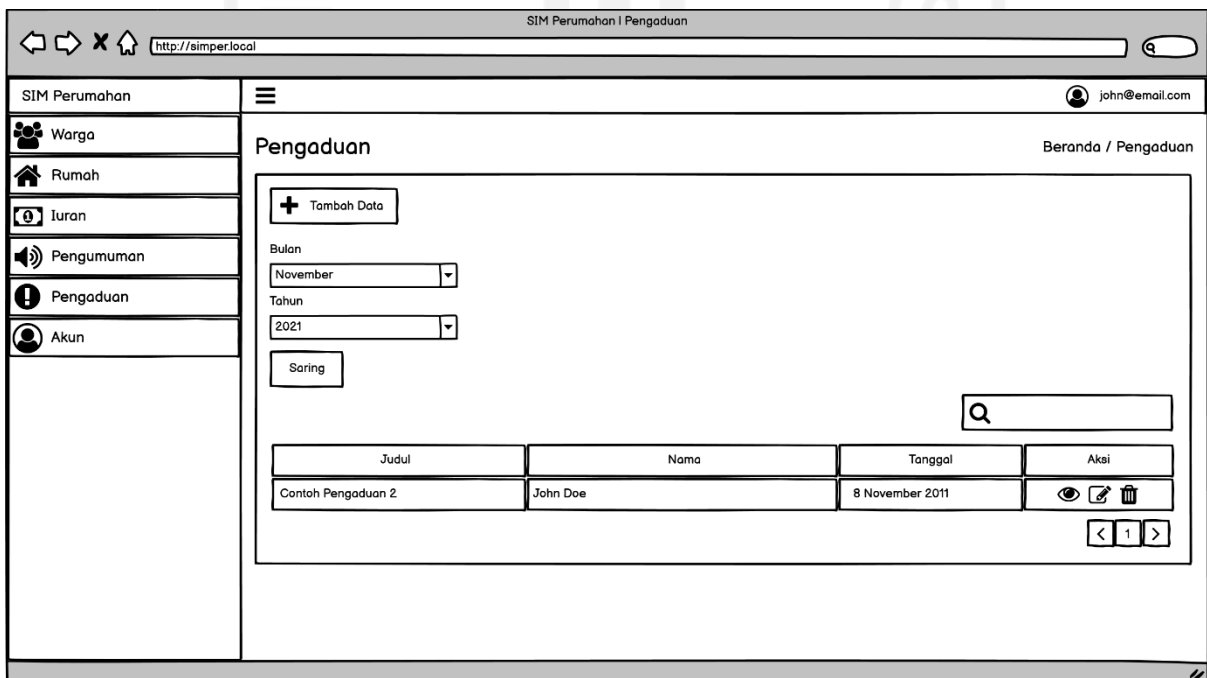 SIM Perumahan | Pengaduan
http://simper.local
SIM Perumahan
john@email.com
Warga
Rumah
Iuran
Pengumuman
Pengaduan
Akun
Pengaduan
Beranda / Pengaduan
Tambah Data
Bulan
November
Tahun
2021
Saring
Judul Nama Tanggal Aksi
Contoh Pengaduan 2 John Doe 8 November 2011
< 1 >